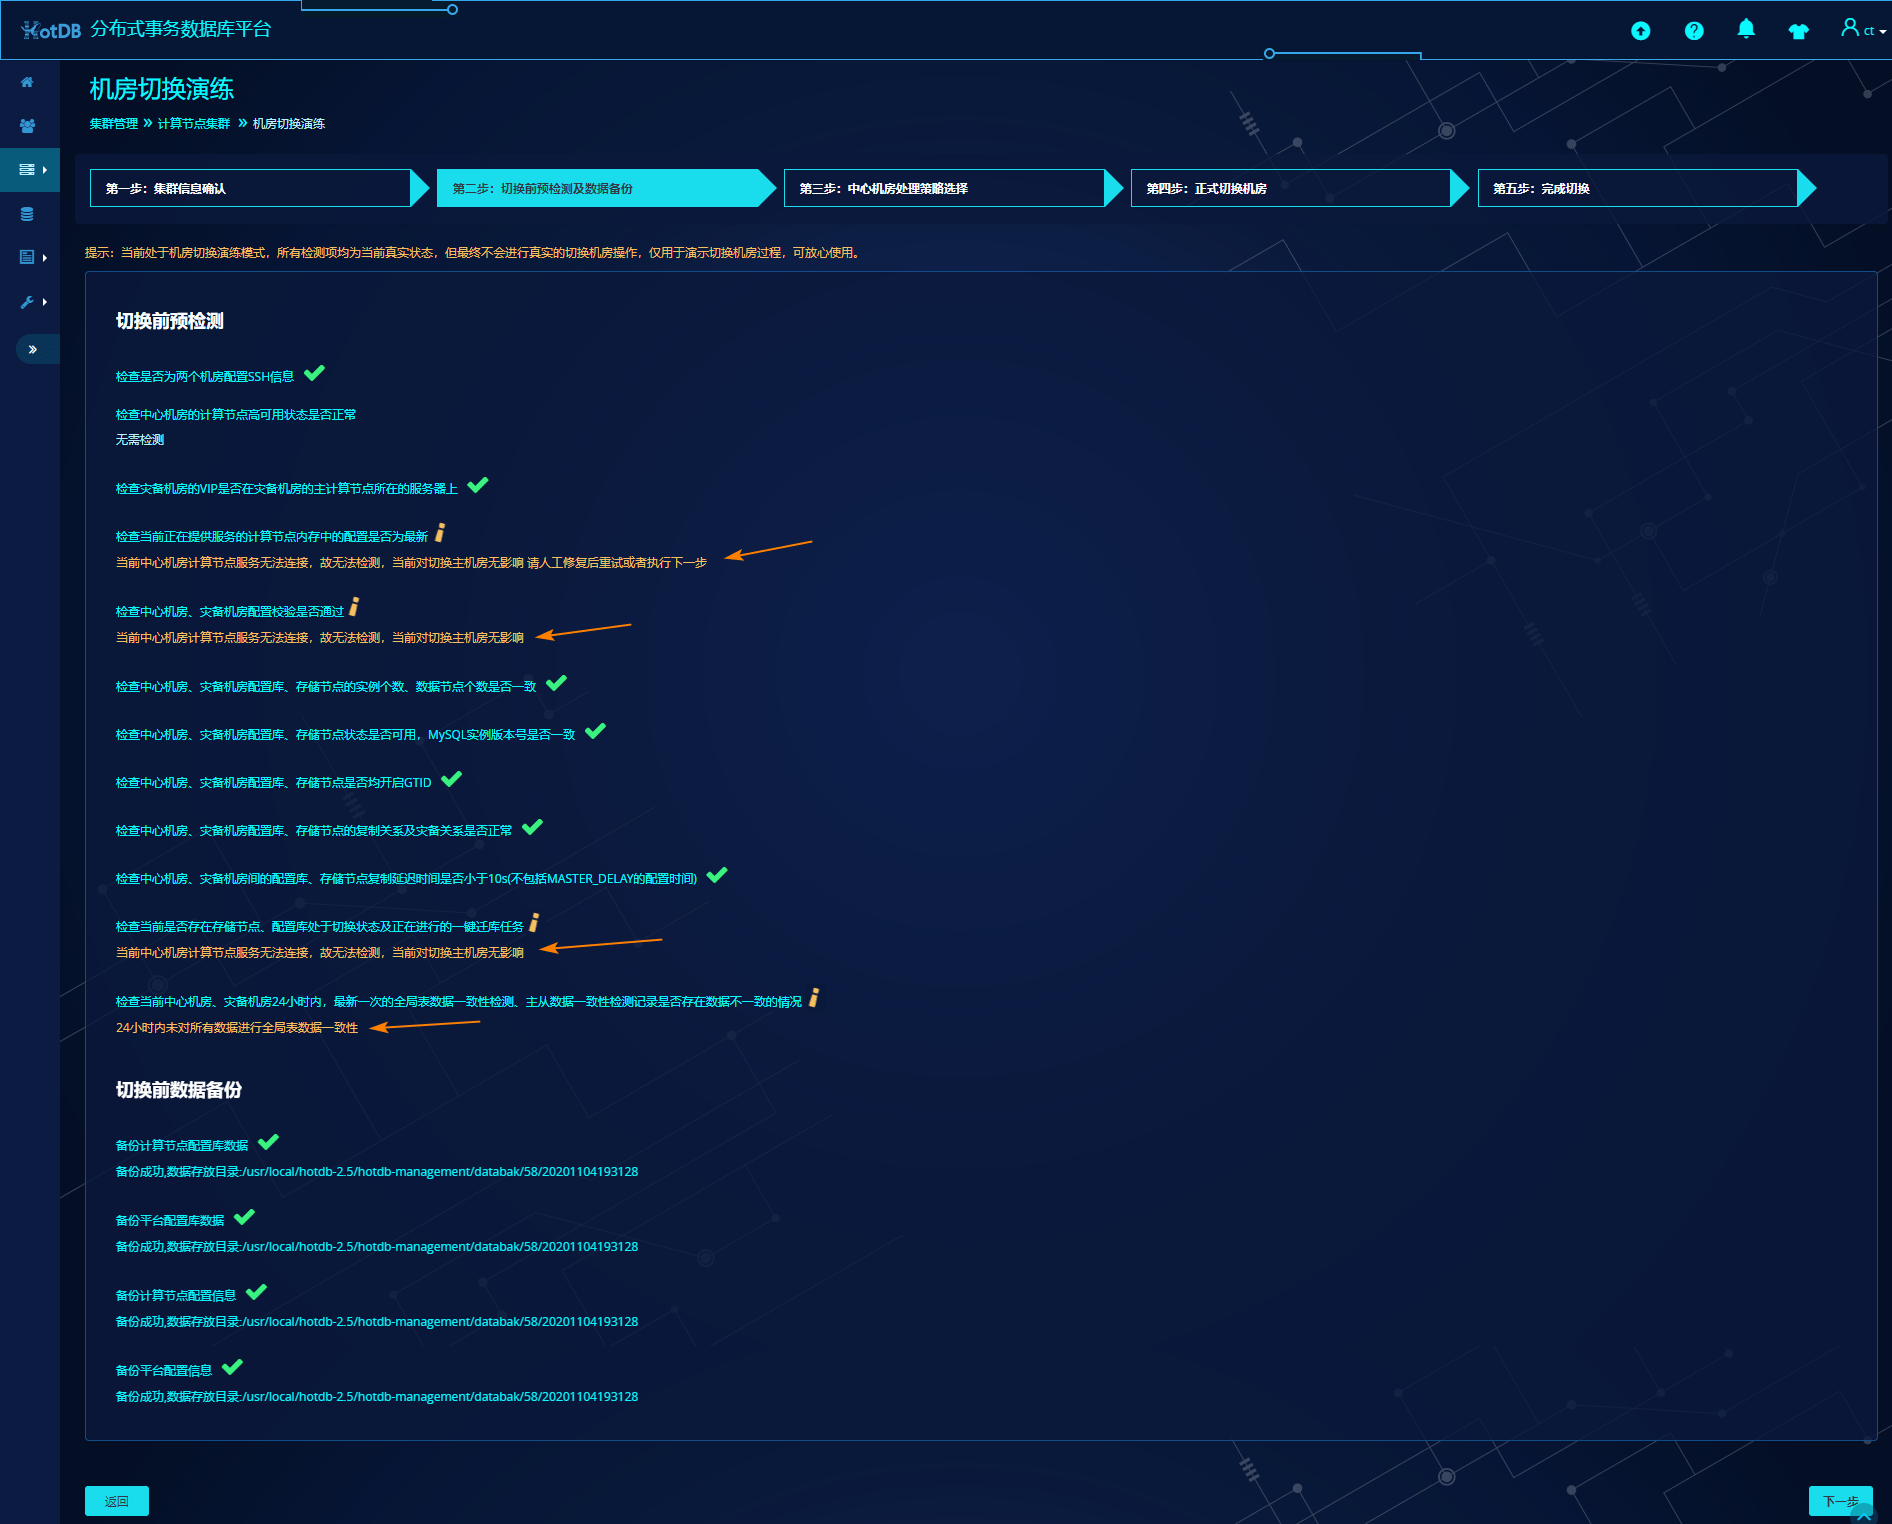 HotDB 分布式事务数据库平台
ct
机房切换演练
集群管理 » 计算节点集群 » 机房切换演练
第一步：集群信息确认
第二步：切换前预检测及数据备份
第三步：中心机房处理策略选择
第四步：正式切换机房
第五步：完成切换
提示：当前处于机房切换演练模式，所有检测项均为当前真实状态，但最终不会进行真实的切换机房操作，仅用于演示切换机房过程，可放心使用。
切换前预检测
检查是否为两个机房配置SSH信息
检查中心机房的计算节点高可用状态是否正常
无需检测
检查灾备机房的VIP是否在灾备机房的主计算节点所在的服务器上
检查当前正在提供服务的计算节点内存中的配置是否为最新
当前中心机房计算节点服务无法连接，故无法检测，当前对切换主机房无影响 请人工修复后重试或者执行下一步
检查中心机房、灾备机房配置校验是否通过
当前中心机房计算节点服务无法连接，故无法检测，当前对切换主机房无影响
检查中心机房、灾备机房配置库、存储节点的实例个数、数据节点个数是否一致
检查中心机房、灾备机房配置库、存储节点状态是否可用，MySQL实例版本号是否一致
检查中心机房、灾备机房配置库、存储节点是否均开启GTID
检查中心机房、灾备机房配置库、存储节点的复制关系及灾备关系是否正常
检查中心机房、灾备机房间的配置库、存储节点复制延迟时间是否小于10s(不包括MASTER_DELAY的配置时间)
检查当前是否存在存储节点、配置库处于切换状态及正在进行的一键迁库任务
当前中心机房计算节点服务无法连接，故无法检测，当前对切换主机房无影响
检查当前中心机房、灾备机房24小时内，最新一次的全局表数据一致性检测、主从数据一致性检测记录是否存在数据不一致的情况
24小时内未对所有数据进行全局表数据一致性
切换前数据备份
备份计算节点配置库数据
备份成功,数据存放目录:/usr/local/hotdb-2.5/hotdb-management/databak/58/20201104193128
备份平台配置库数据
备份成功,数据存放目录:/usr/local/hotdb-2.5/hotdb-management/databak/58/20201104193128
备份计算节点配置信息
备份成功,数据存放目录:/usr/local/hotdb-2.5/hotdb-management/databak/58/20201104193128
备份平台配置信息
备份成功,数据存放目录:/usr/local/hotdb-2.5/hotdb-management/databak/58/20201104193128
返回
下一步